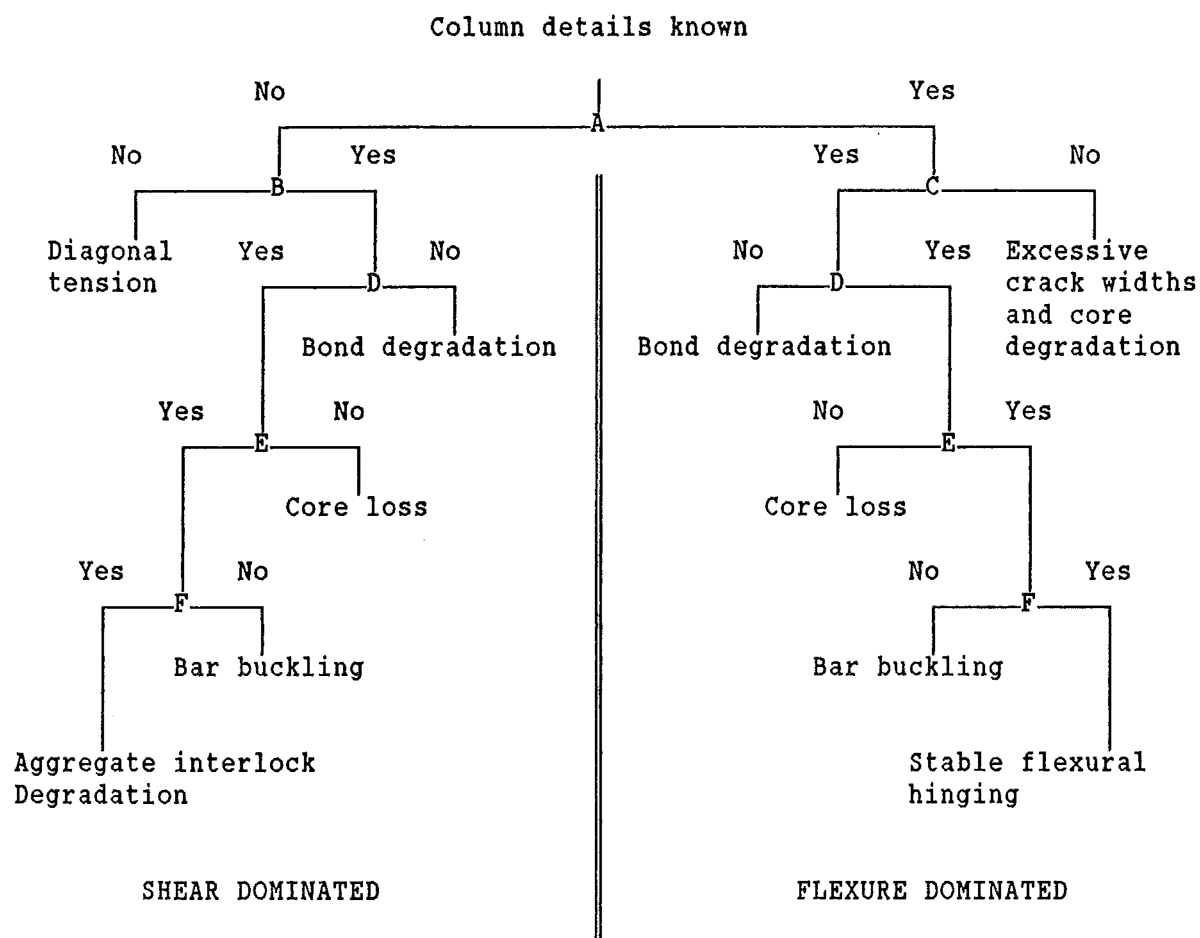 Column details known
No
Yes
A
No
Yes
Yes
No
B
C
Diagonal
tension
Yes
No
No
Yes
Excessive
crack widths
and core
degradation
D
D
Bond degradation
Bond degradation
Yes
No
No
Yes
E
E
Core loss
Core loss
Yes
No
No
Yes
F
F
Bar buckling
Bar buckling
Aggregate interlock
Degradation
Stable flexural
hinging
SHEAR DOMINATED
FLEXURE DOMINATED